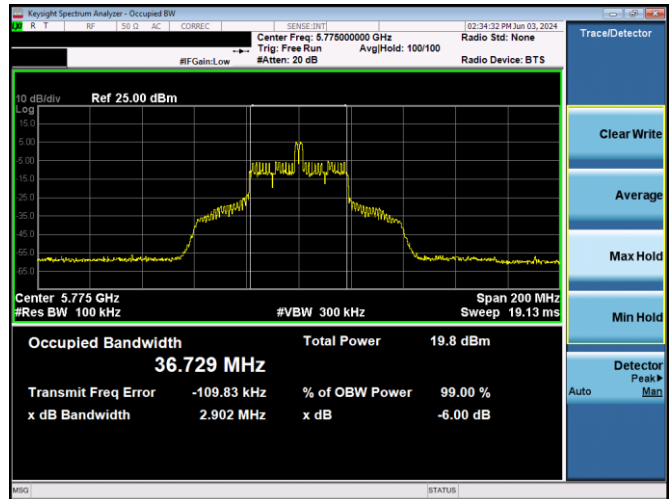 Keysight Spectrum Analyzer - Occupied BW
R T RF 50 Ω AC CORREC SENSE:INT 02:34:32 PM Jun 03, 2024
Center Freq: 5.775000000 GHz Radio Std: None
Trig: Free Run Avg|Hold: 100/100
#IFGain:Low #Atten: 20 dB Radio Device: BTS
10 dB/div Ref 25.00 dBm
Log
15.0
5.00
-5.00
-15.0
-25.0
-35.0
-45.0
-55.0
-65.0
Center 5.775 GHz Span 200 MHz
#Res BW 100 kHz #VBW 300 kHz Sweep 19.13 ms
Occupied Bandwidth Total Power 19.8 dBm
36.729 MHz
Transmit Freq Error -109.83 kHz % of OBW Power 99.00 %
x dB Bandwidth 2.902 MHz x dB -6.00 dB
MSG STATUS
Trace/Detector
Clear Write
Average
Max Hold
Min Hold
Detector
Peak▶
Auto Man